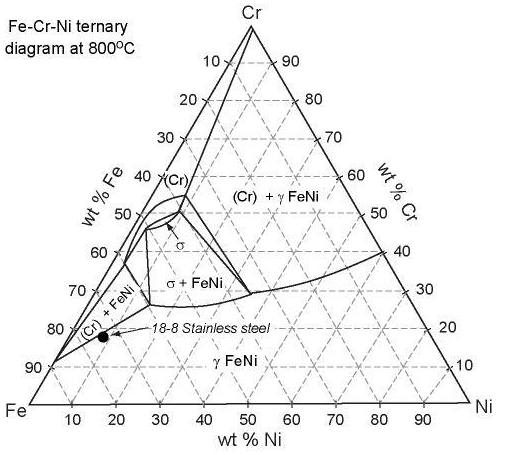 Cr
Fe-Cr-Ni ternary
diagram at 800°C
10 90
20 80
30 70
40 (Cr) 60
wt % Fe (Cr) + γ FeNi wt % Cr
50 50
σ
60 40
σ + FeNi
70 30
(Cr) + FeNi
80 18-8 Stainless steel 20
90 γ FeNi 10
Fe Ni
10 20 30 40 50 60 70 80 90
wt % Ni